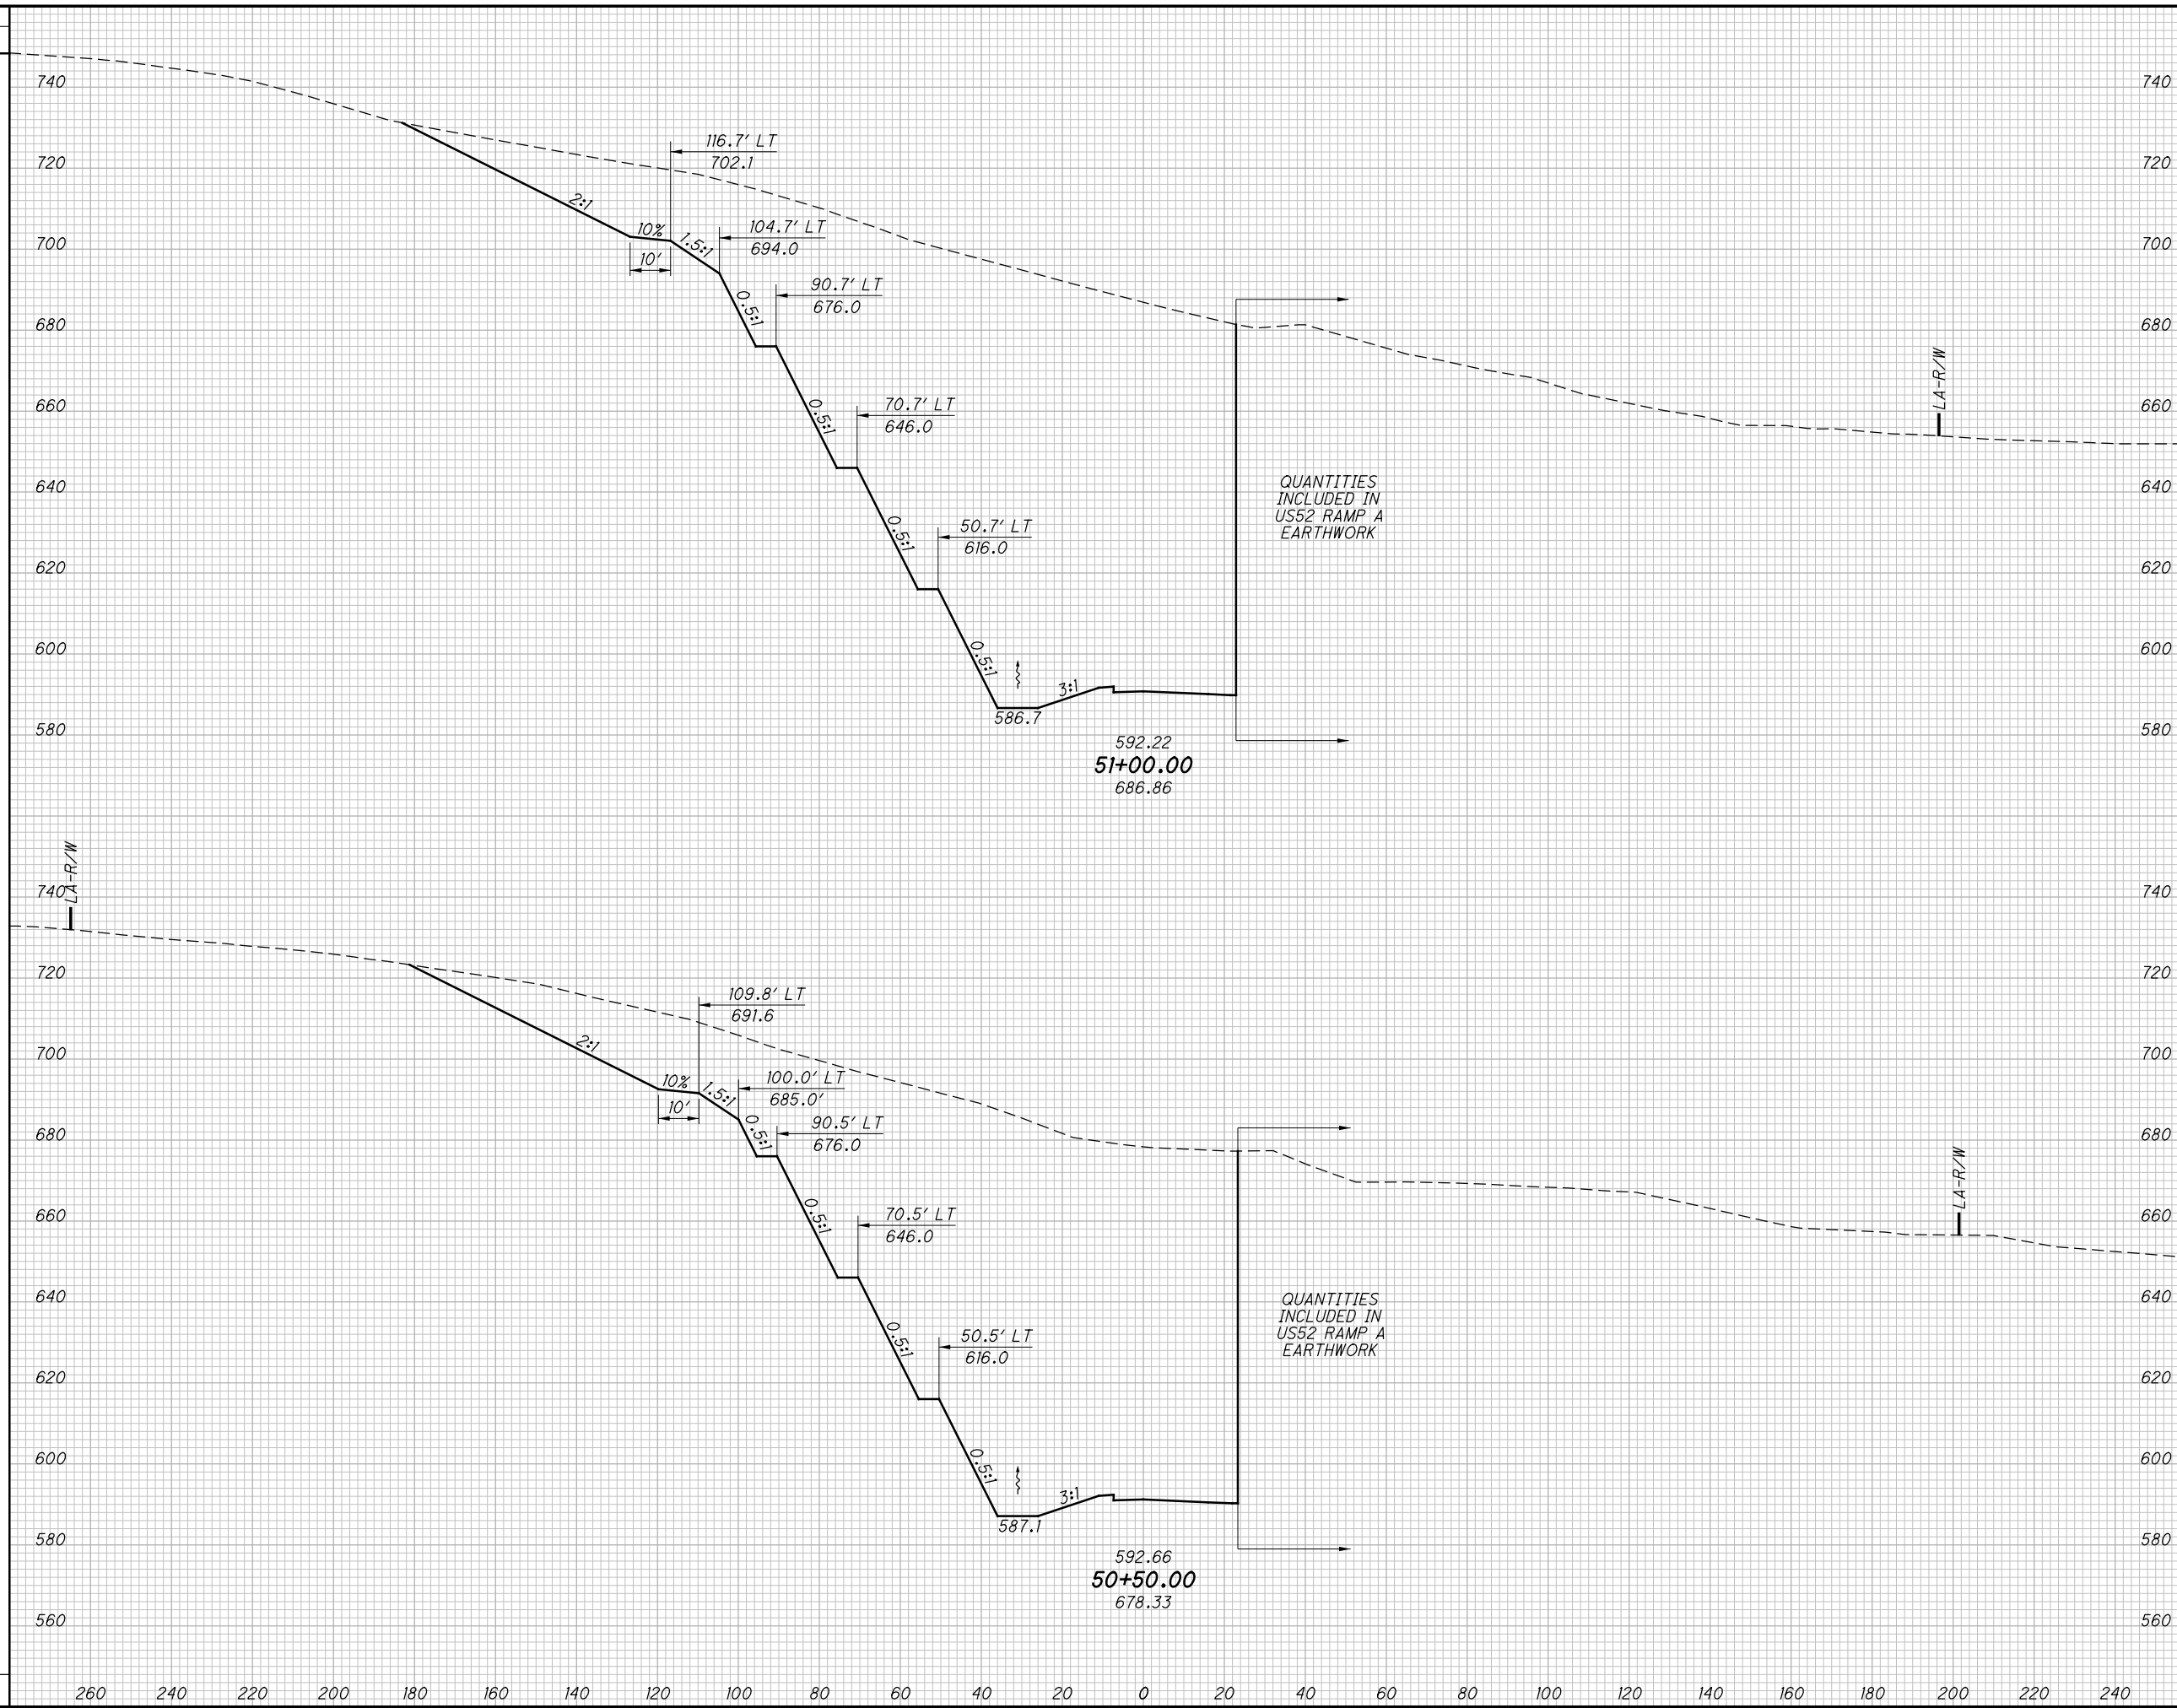 740 740
116.7' LT
702.1
720 720
2:1
10%
1.5:1
104.7' LT
694.0
700 700
10'
90.7' LT
676.0
0.5:1
680 680
LA-R/W
70.7' LT
646.0
0.5:1
660 660
QUANTITIES
INCLUDED IN
US52 RAMP A
EARTHWORK
640 640
50.7' LT
616.0
0.5:1
620 620
600 600
0.5:1
3:1
586.7
580 580
592.22
51+00.00
686.86
LA-R/W
740 740
720 720
109.8' LT
691.6
2:1
700 700
10%
1.5:1
100.0' LT
685.0'
10'
90.5' LT
676.0
0.5:1
680 680
LA-R/W
70.5' LT
646.0
0.5:1
660 660
QUANTITIES
INCLUDED IN
US52 RAMP A
EARTHWORK
640 640
50.5' LT
616.0
0.5:1
620 620
600 600
0.5:1
3:1
587.1
580 580
592.66
50+50.00
678.33
560 560
260 240 220 200 180 160 140 120 100 80 60 40 20 0 20 40 60 80 100 120 140 160 180 200 220 240